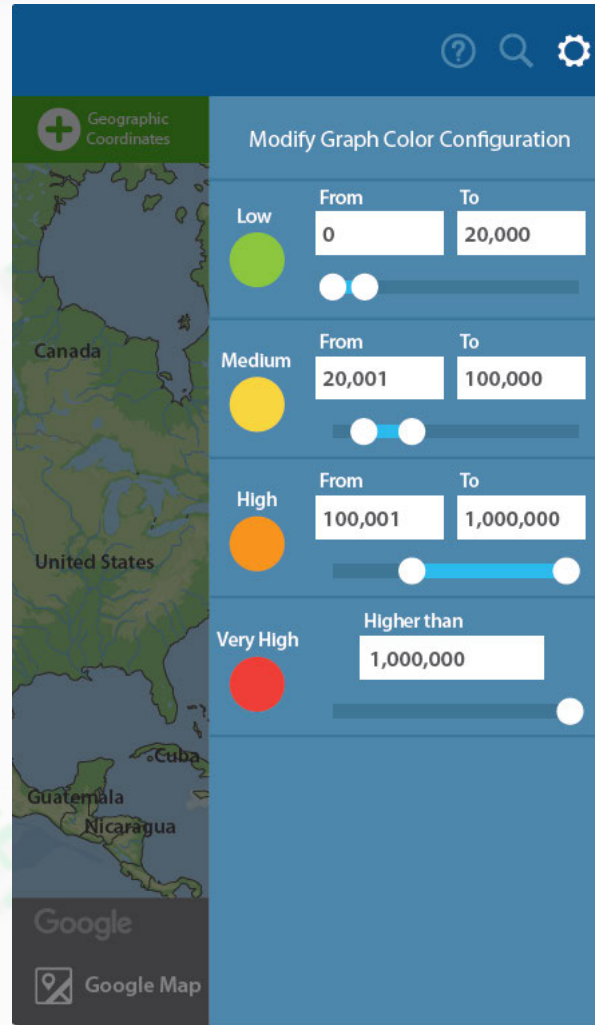 Geographic
Coordinates
Modify Graph Color Configuration
Low
From
To
0
20,000
Medium
From
To
20,001
100,000
High
From
To
100,001
1,000,000
Very High
Higher than
1,000,000
Canada
United States
Cuba
Guatemala
Nicaragua
Google
Google Map